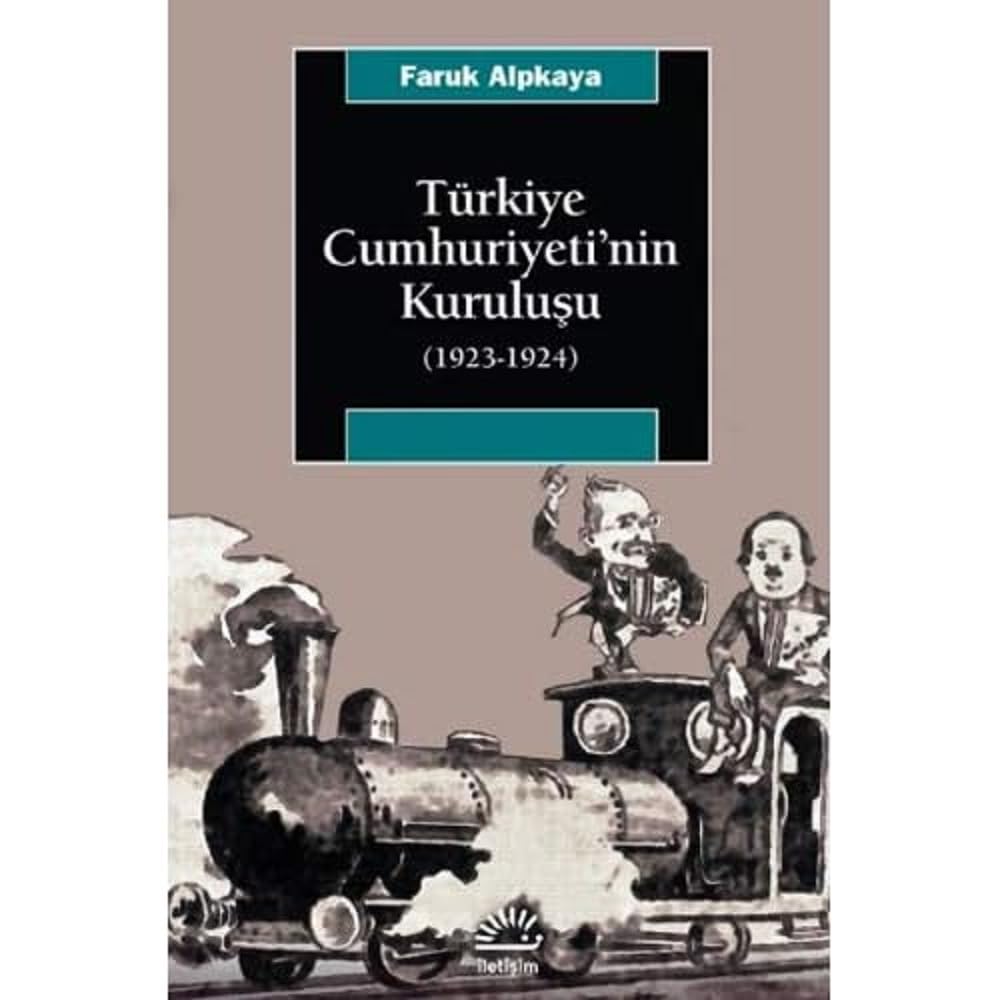 Faruk Alpkaya
Türkiye
Cumhuriyeti'nin
Kuruluşu
(1923-1924)
iletişim